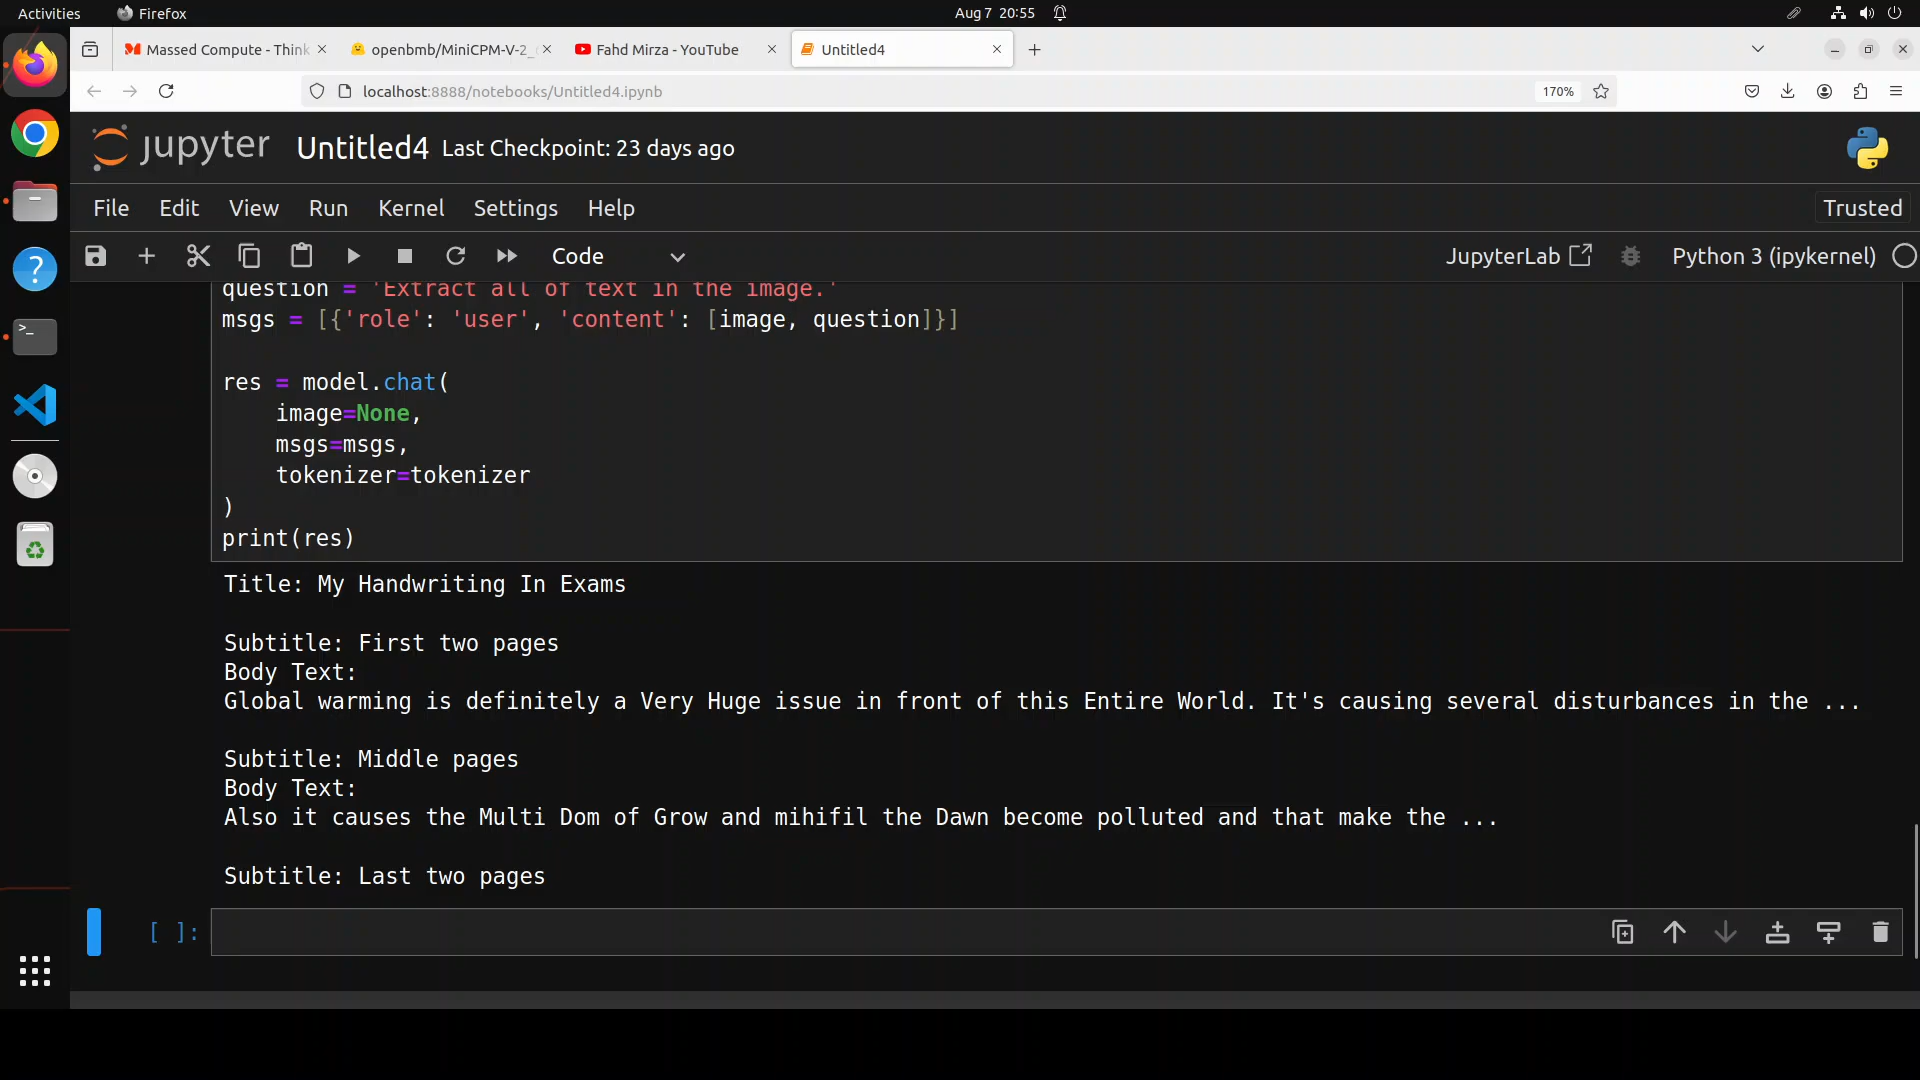 Activities
Firefox
Aug 7 20:55
Massed Compute - Think
openbmb/MiniCPM-V-2_
Fahd Mirza - YouTube
Untitled4
localhost:8888/notebooks/Untitled4.ipynb
170%
jupyter
Untitled4
Last Checkpoint: 23 days ago
File
Edit
View
Run
Kernel
Settings
Help
Trusted
Code
JupyterLab
Python 3 (ipykernel)
question = 'Extract all of text in the image.'
msgs = [{'role': 'user', 'content': [image, question]}]
res = model.chat(
image=None,
msgs=msgs,
tokenizer=tokenizer
)
print(res)
Title: My Handwriting In Exams
Subtitle: First two pages
Body Text:
Global warming is definitely a Very Huge issue in front of this Entire World. It's causing several disturbances in the ...
Subtitle: Middle pages
Body Text:
Also it causes the Multi Dom of Grow and mihifil the Dawn become polluted and that make the ...
Subtitle: Last two pages
[ ]: